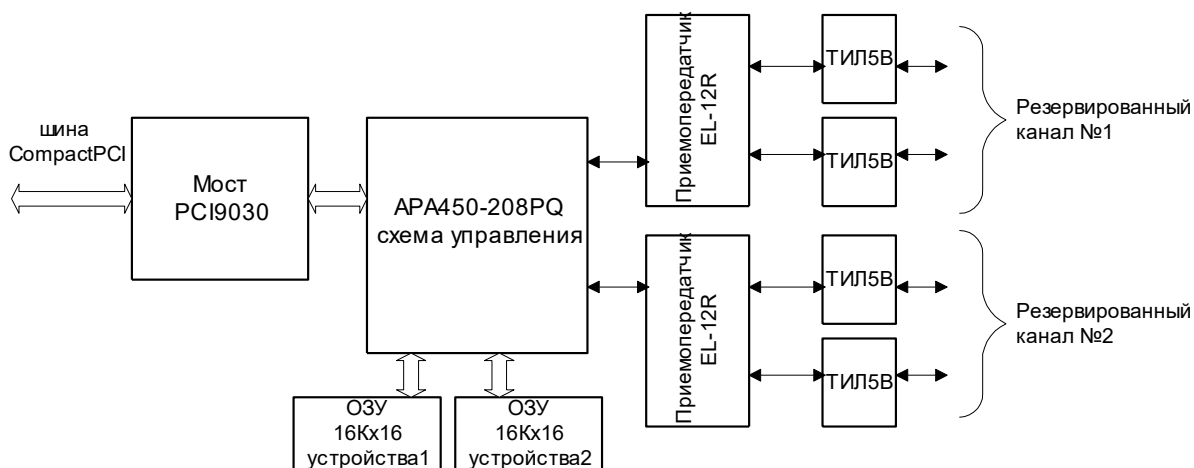 шина
CompactPCI
Мост
PCI9030
APA450-208PQ
схема управления
ОЗУ
16Кх16
устройства1
ОЗУ
16Кх16
устройства2
Приемопередатчик
EL-12R
ТИЛ5В
ТИЛ5В
Резервированный
канал №1
Приемопередатчик
EL-12R
ТИЛ5В
ТИЛ5В
Резервированный
канал №2